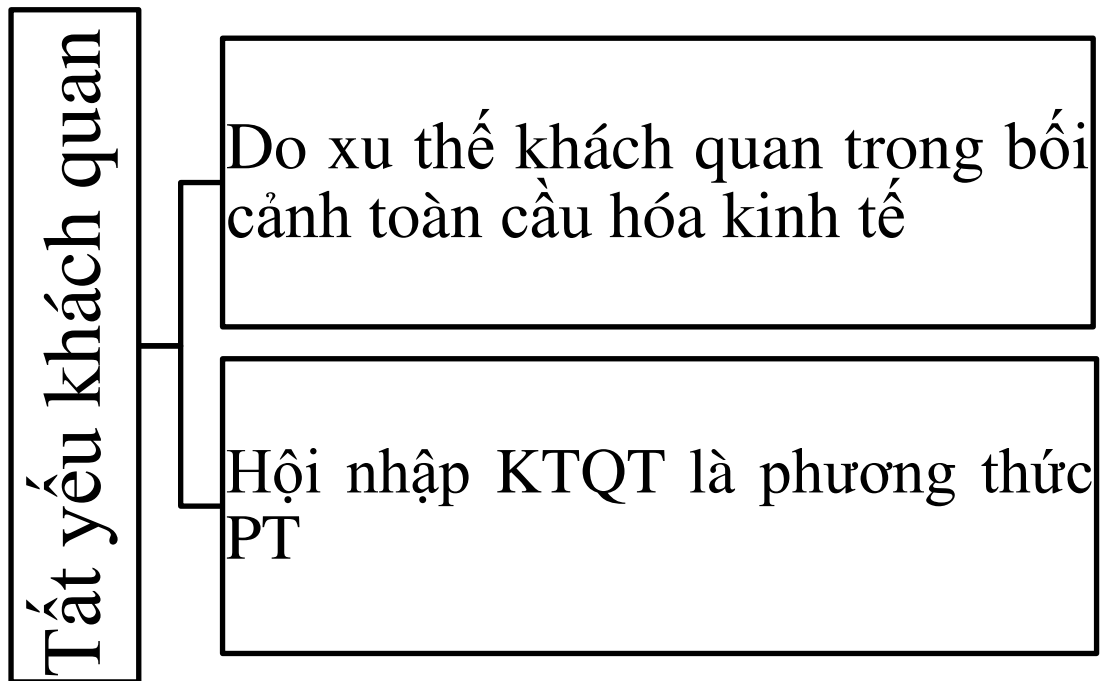 Tất yếu khách quan
Do xu thế khách quan trong bối
cảnh toàn cầu hóa kinh tế
Hội nhập KTQT là phương thức
PT